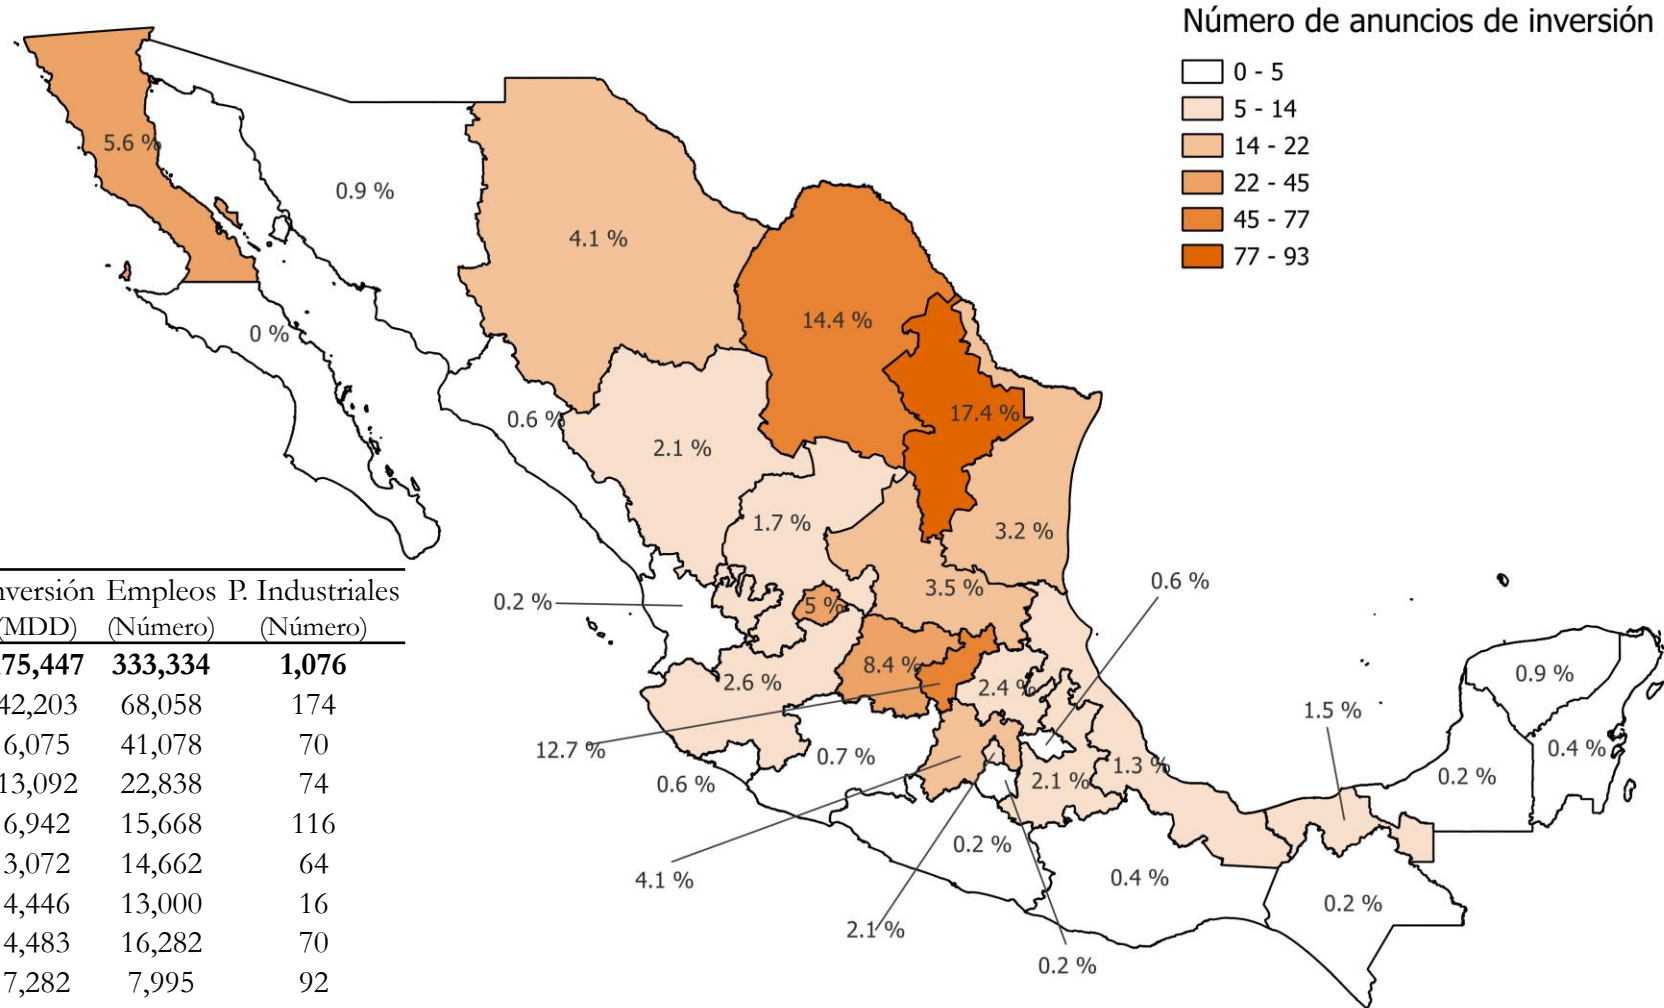 Número de anuncios de inversión
0 - 5
5 - 14
14 - 22
22 - 45
45 - 77
77 - 93
5.6 %
0.9 %
4.1 %
0 %
14.4 %
17.4 %
0.6 %
2.1 %
1.7 %
3.2 %
3.5 %
0.6 %
0.2 %
5 %
8.4 %
2.4 %
2.6 %
0.9 %
1.5 %
12.7 %
0.7 %
0.4 %
0.6 %
2.1 %
1.3 %
0.2 %
0.2 %
4.1 %
0.4 %
0.2 %
2.1 %
0.2 %
Empleos P. Industriales
(MDD) (Número) (Número)
75,447 333,334 1,076
42,203 68,058 174
6,075 41,078 70
13,092 22,838 74
6,942 15,668 116
3,072 14,662 64
4,446 13,000 16
4,483 16,282 70
7,282 7,995 92